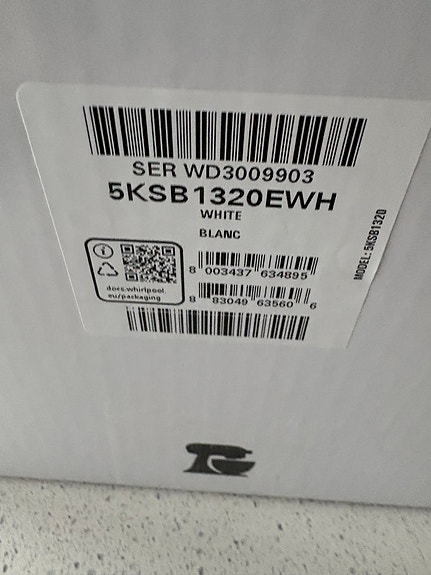 SER WD3009903
5KSB1320EWH
WHITE
BLANC
MODEL: 5KSB1320
i
docs.whirlpool.
eu/packaging
8 003437 634895
8 83049 63560 6